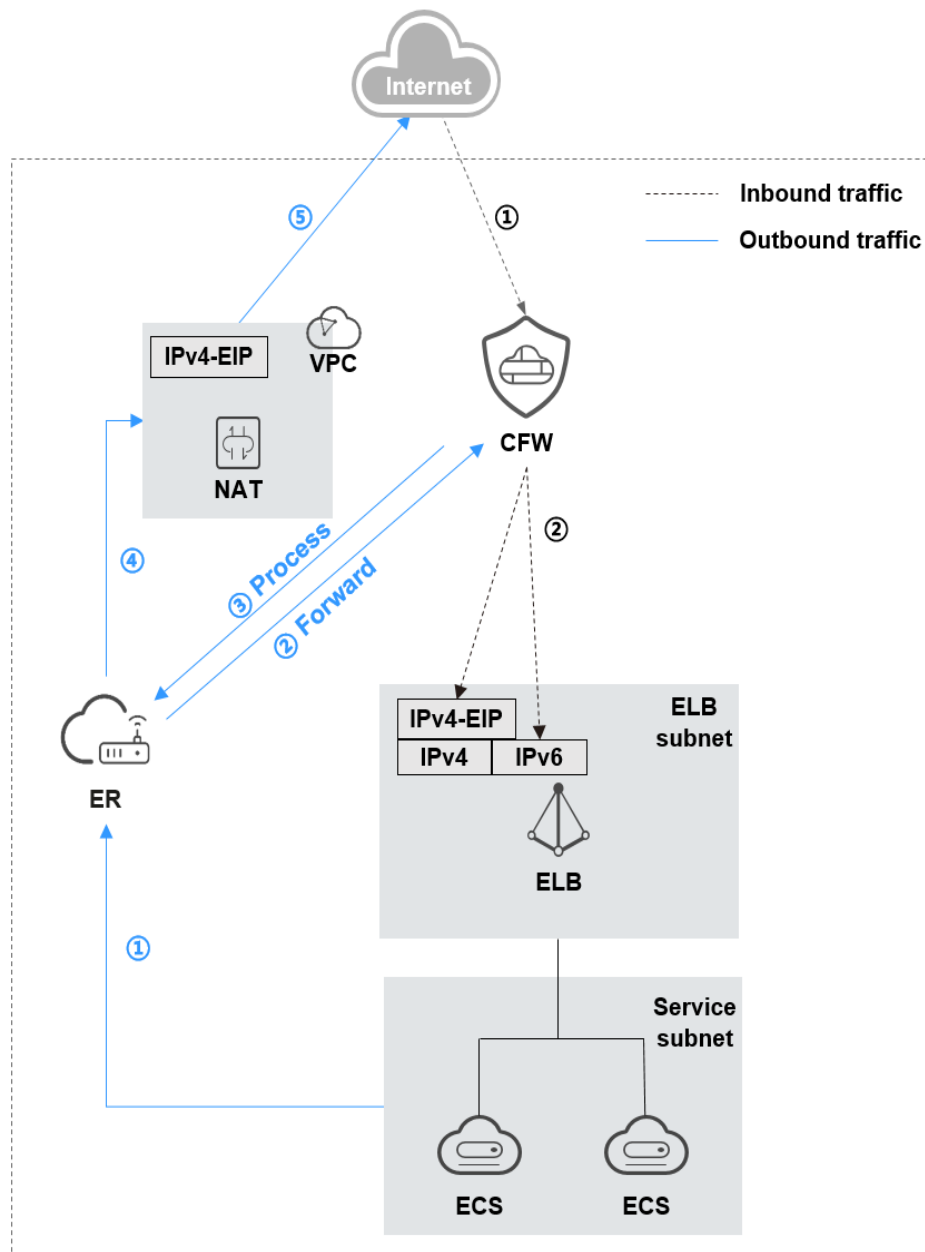 Internet
Inbound traffic
Outbound traffic
⑤
①
IPv4-EIP
VPC
NAT
CFW
④
③ Process
② Forward
②
ELB
subnet
IPv4-EIP
IPv4
IPv6
ER
ELB
①
Service
subnet
ECS
ECS